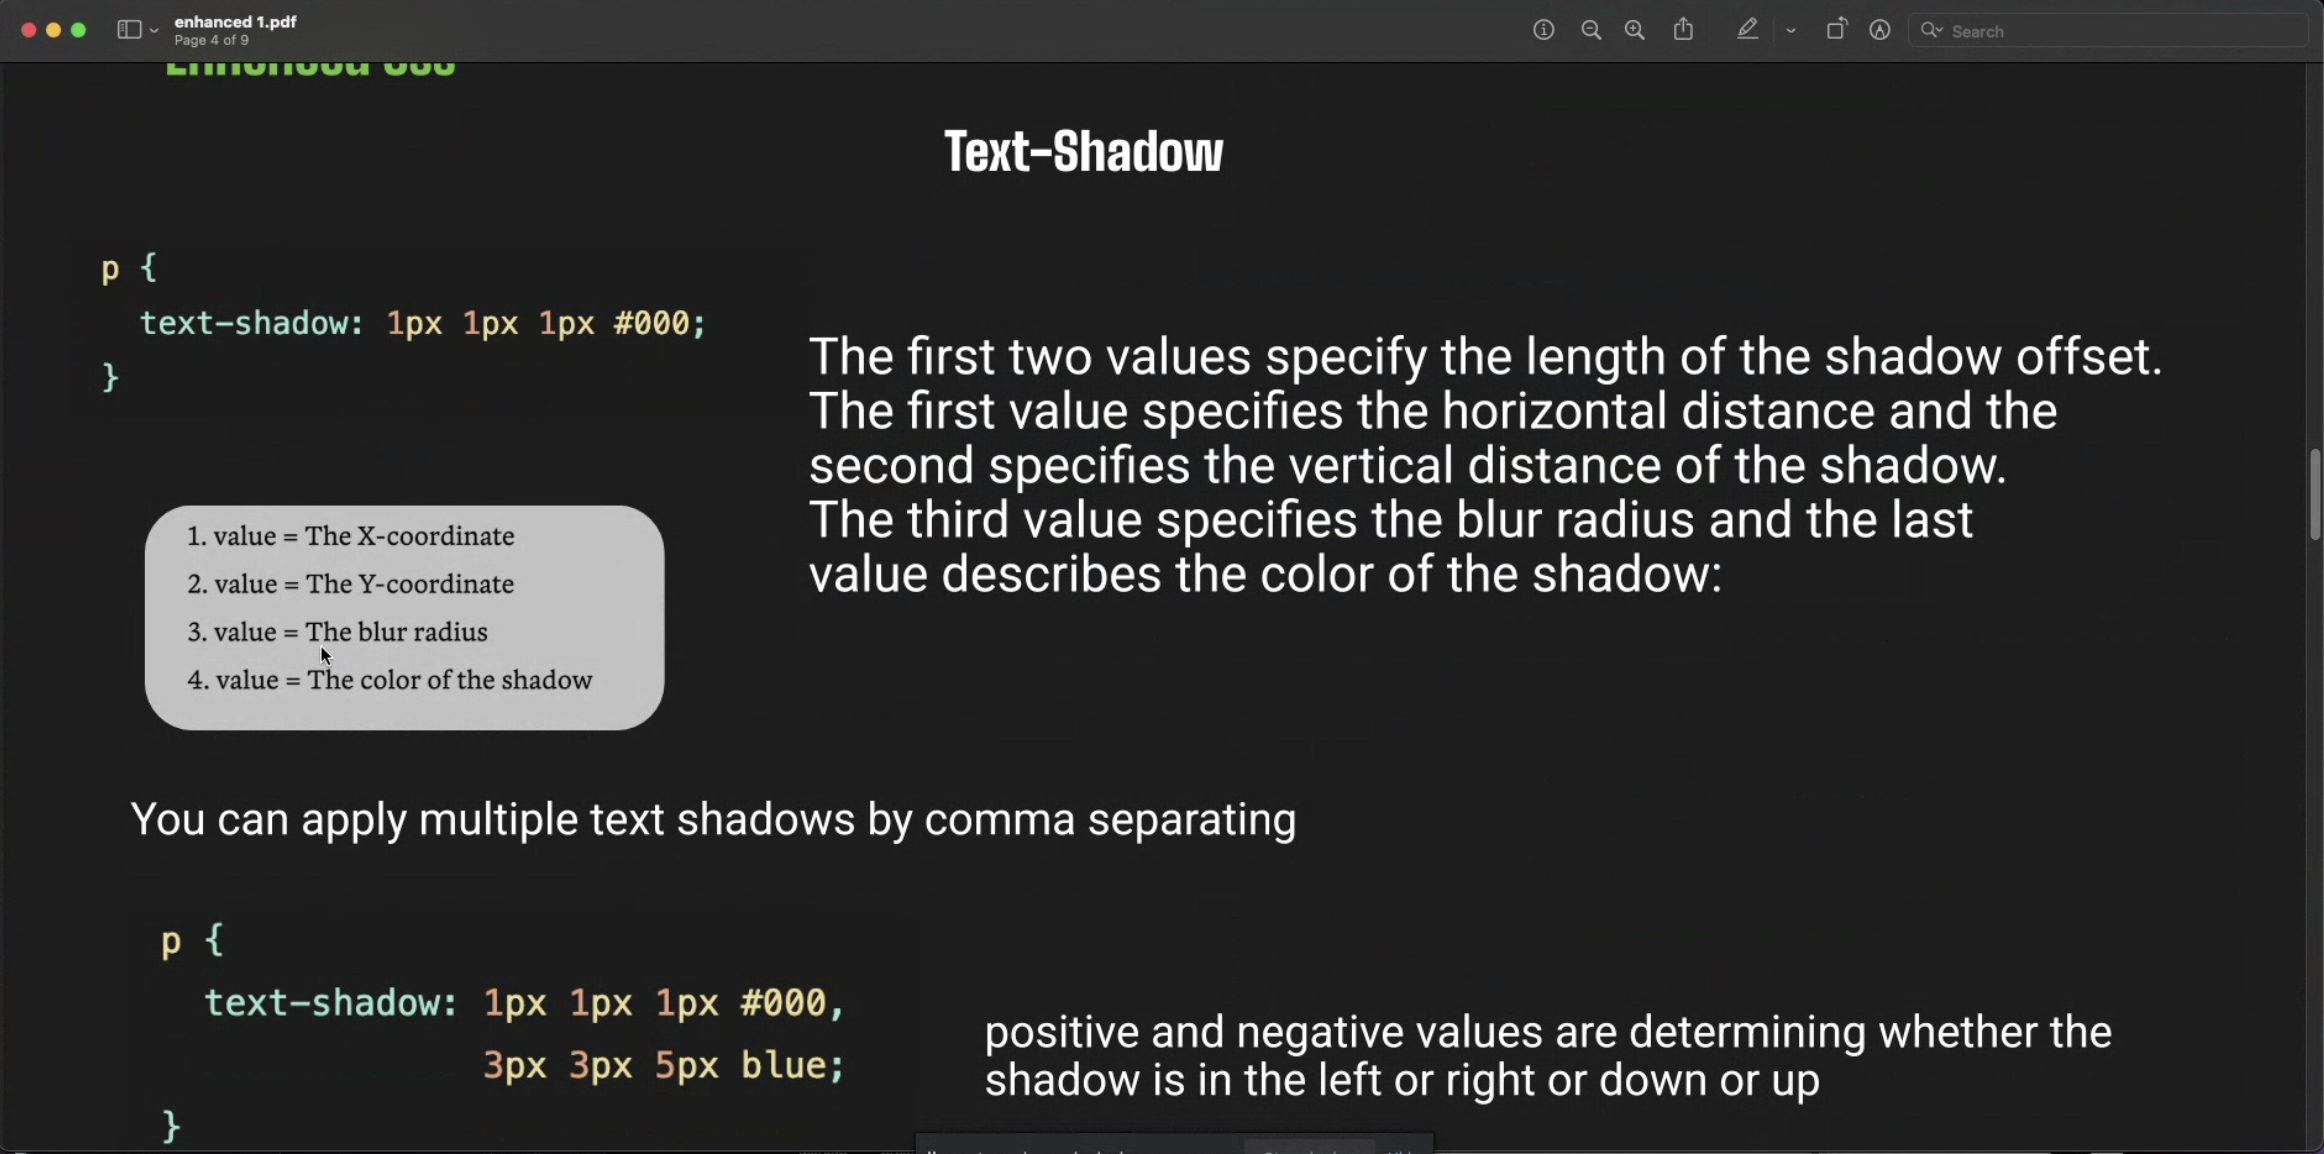 enhanced 1.pdf
Page 4 of 9
Search
Text-Shadow
p {
text-shadow: 1px 1px 1px #000;
}
The first two values specify the length of the shadow offset.
The first value specifies the horizontal distance and the
second specifies the vertical distance of the shadow.
The third value specifies the blur radius and the last
value describes the color of the shadow:
1. value = The X-coordinate
2. value = The Y-coordinate
3. value = The blur radius
4. value = The color of the shadow
You can apply multiple text shadows by comma separating
p {
text-shadow: 1px 1px 1px #000,
3px 3px 5px blue;
}
positive and negative values are determining whether the
shadow is in the left or right or down or up